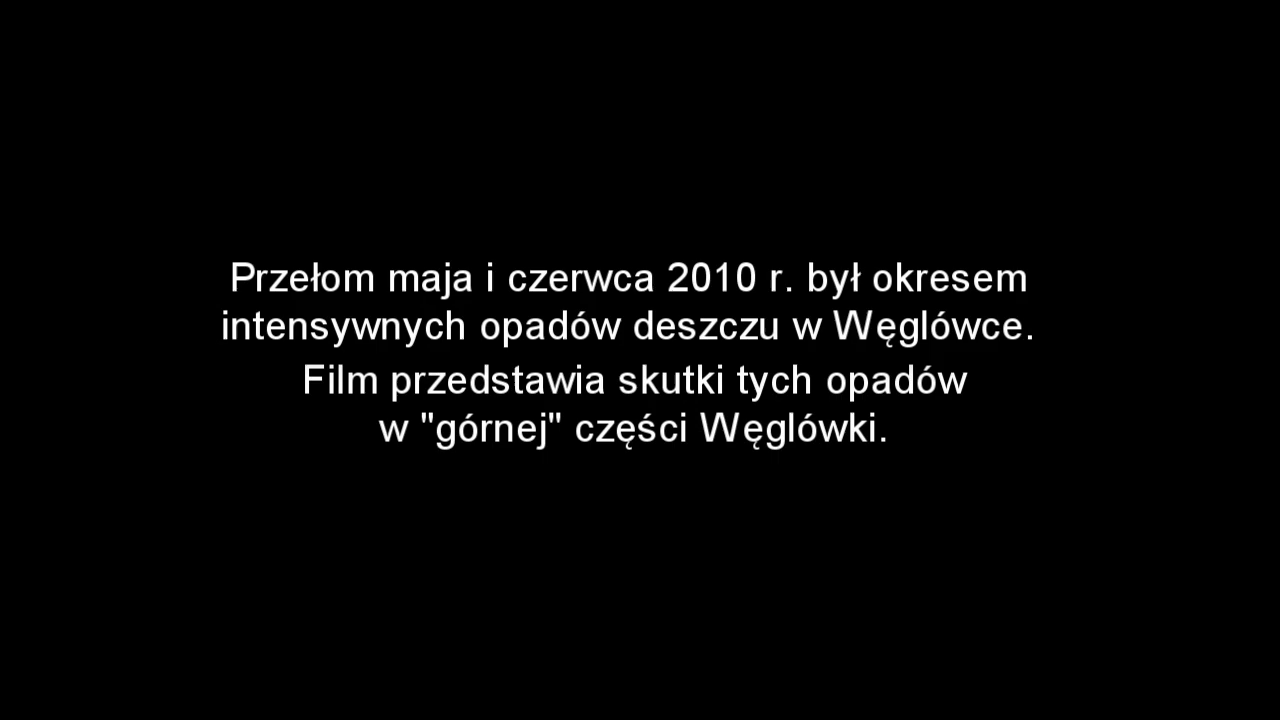 Przełom maja i czerwca 2010 r. był okresem
intensywnych opadów deszczu w Węglówce.
Film przedstawia skutki tych opadów
w "górnej" części Węglówki.